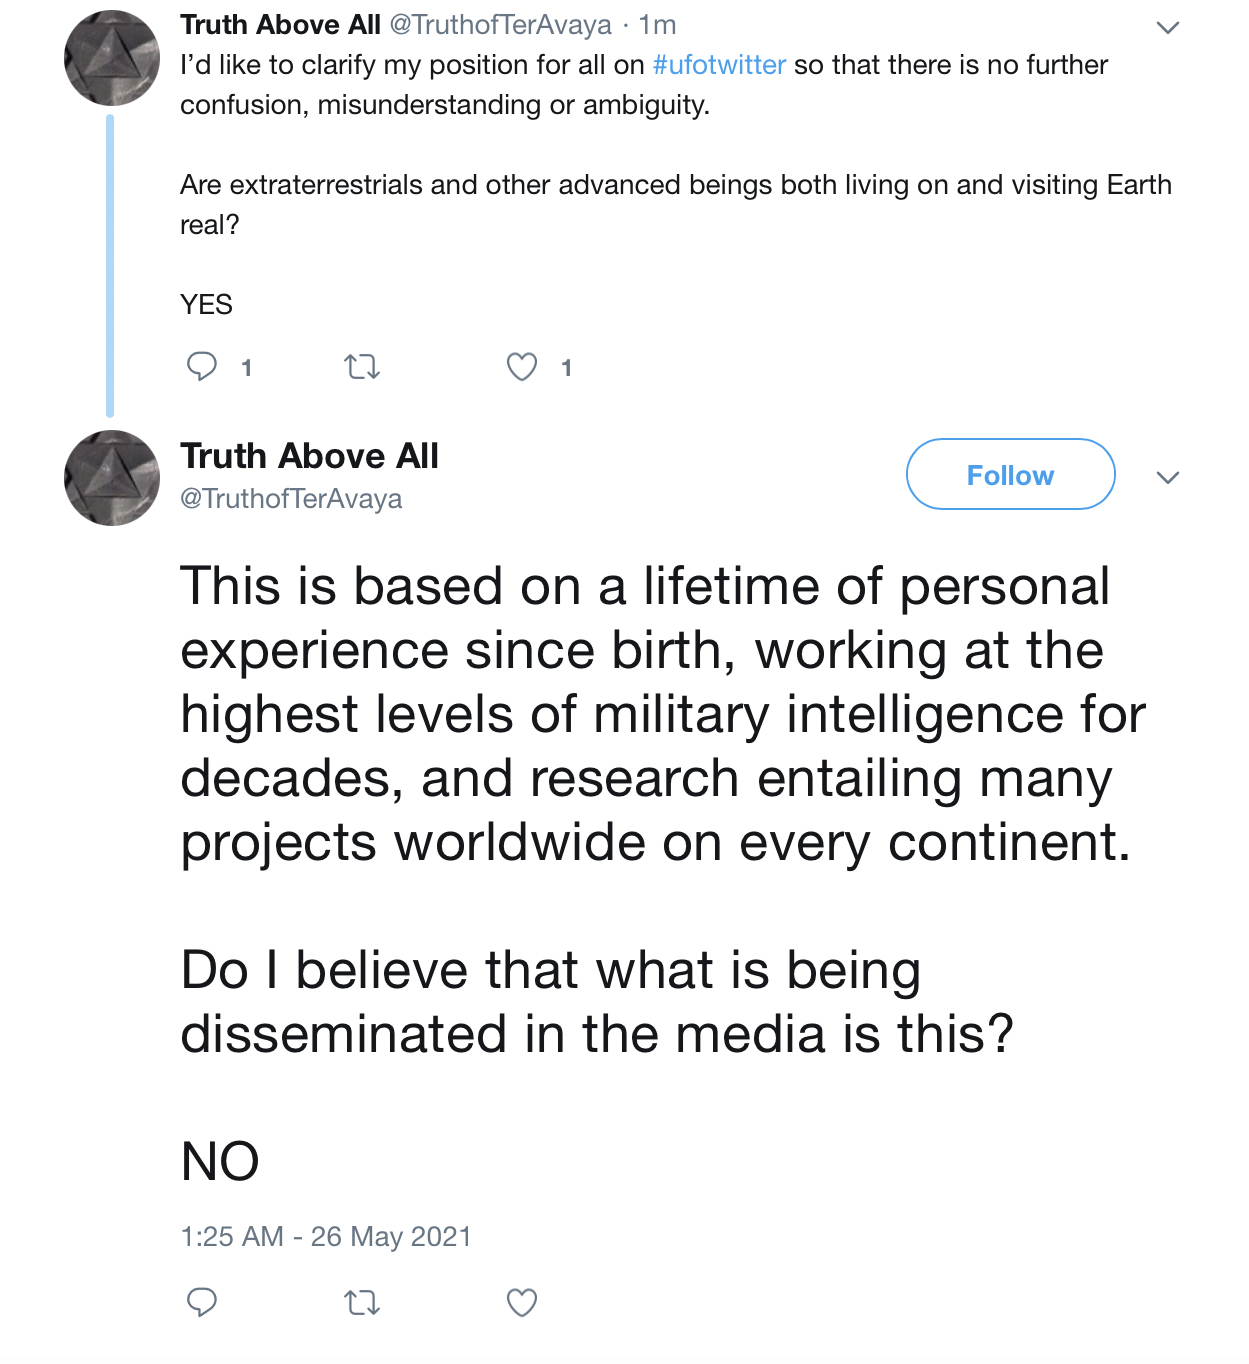 Truth Above All @TruthofTerAvaya · 1m
I’d like to clarify my position for all on #ufotwitter so that there is no further
confusion, misunderstanding or ambiguity.
Are extraterrestrials and other advanced beings both living on and visiting Earth
real?
YES
1 1
Truth Above All
Follow
@TruthofTerAvaya
This is based on a lifetime of personal
experience since birth, working at the
highest levels of military intelligence for
decades, and research entailing many
projects worldwide on every continent.
Do I believe that what is being
disseminated in the media is this?
NO
1:25 AM - 26 May 2021